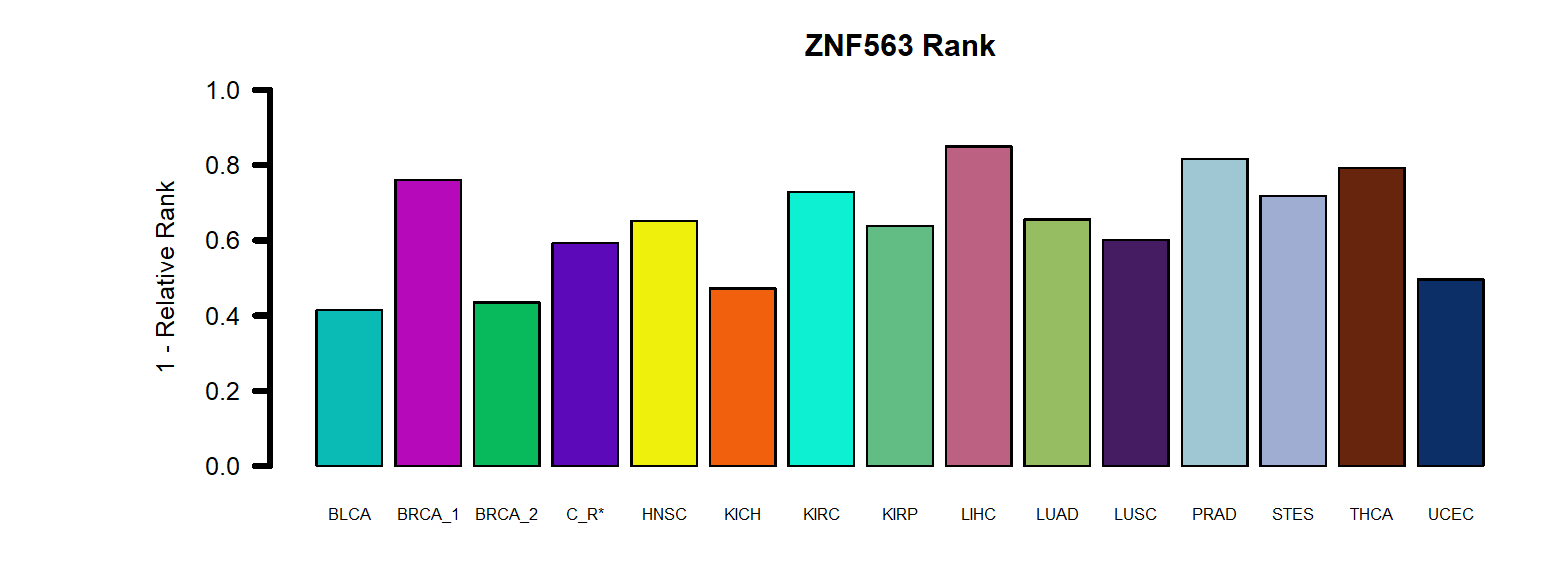 ZNF563 Rank
1 - Relative Rank
1.0
0.8
0.6
0.4
0.2
0.0
BLCA BRCA_1 BRCA_2 C_R* HNSC KICH KIRC KIRP LIHC LUAD LUSC PRAD STES THCA UCEC